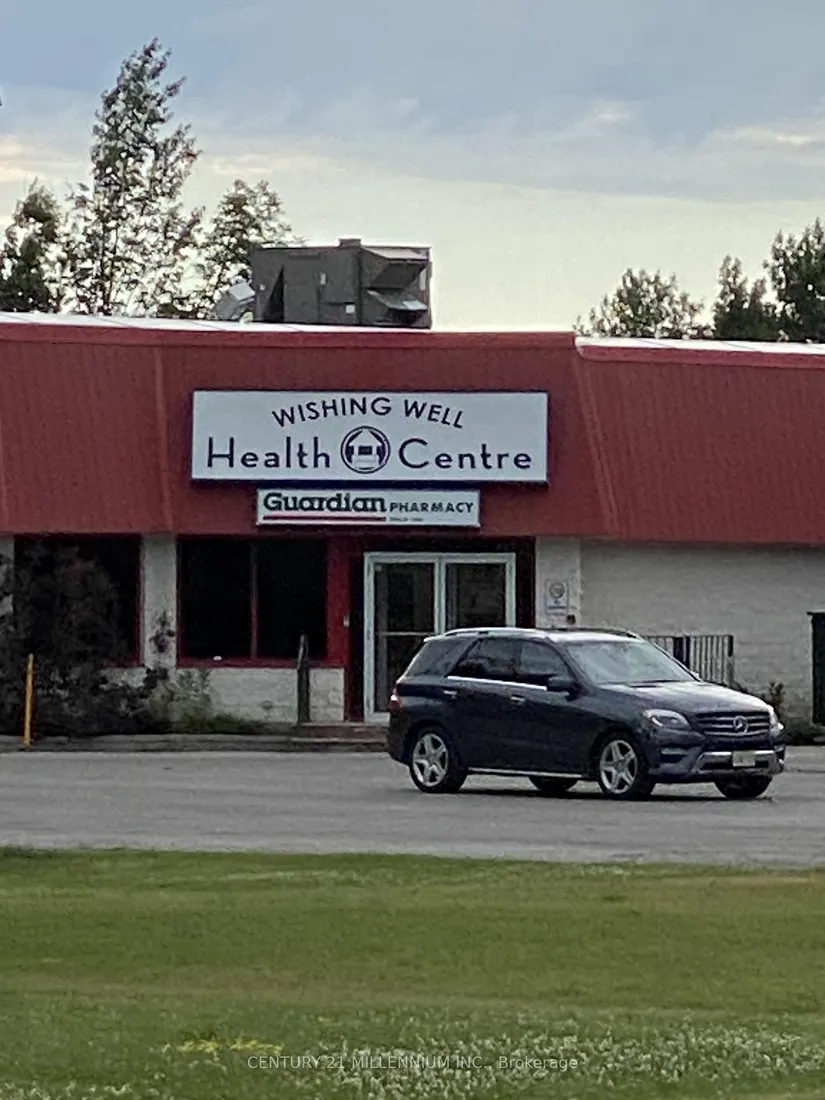 WISHING WELL
Health Centre
Guardian PHARMACY
CENTURY 21 MILLENNIUM INC., Brokerage